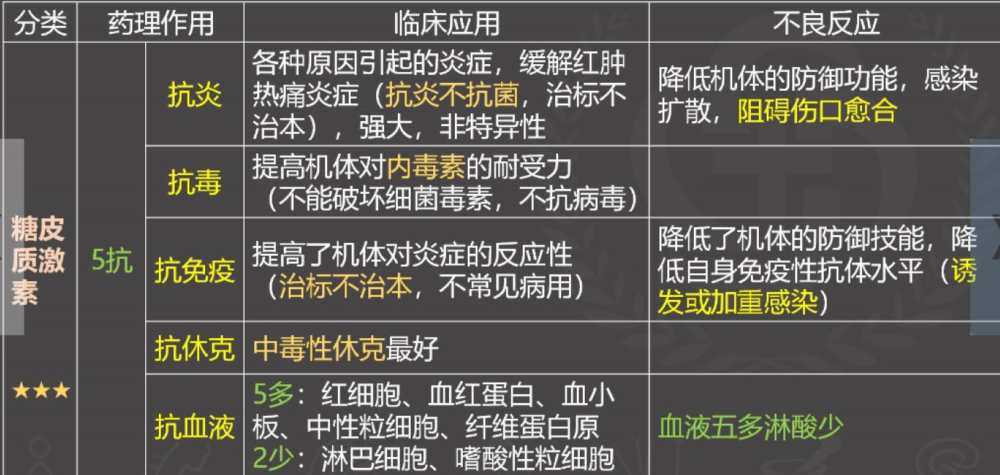 分类 药理作用 临床应用 不良反应
糖皮
质激
素
★★★
5抗
抗炎
各种原因引起的炎症，缓解红肿
热痛炎症（抗炎不抗菌，治标不
治本），强大，非特异性
降低机体的防御功能，感染
扩散，阻碍伤口愈合
抗毒
提高机体对内毒素的耐受力
（不能破坏细菌毒素，不抗病毒）
抗免疫
提高了机体对炎症的反应性
（治标不治本，不常见病用）
降低了机体的防御技能，降
低自身免疫性抗体水平（诱
发或加重感染）
抗休克
中毒性休克最好
抗血液
5多：红细胞、血红蛋白、血小
板、中性粒细胞、纤维蛋白原
2少：淋巴细胞、嗜酸性粒细胞
血液五多淋酸少